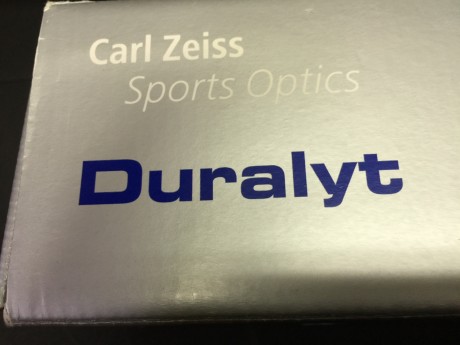 Carl Zeiss
Sports Optics
Duralyt